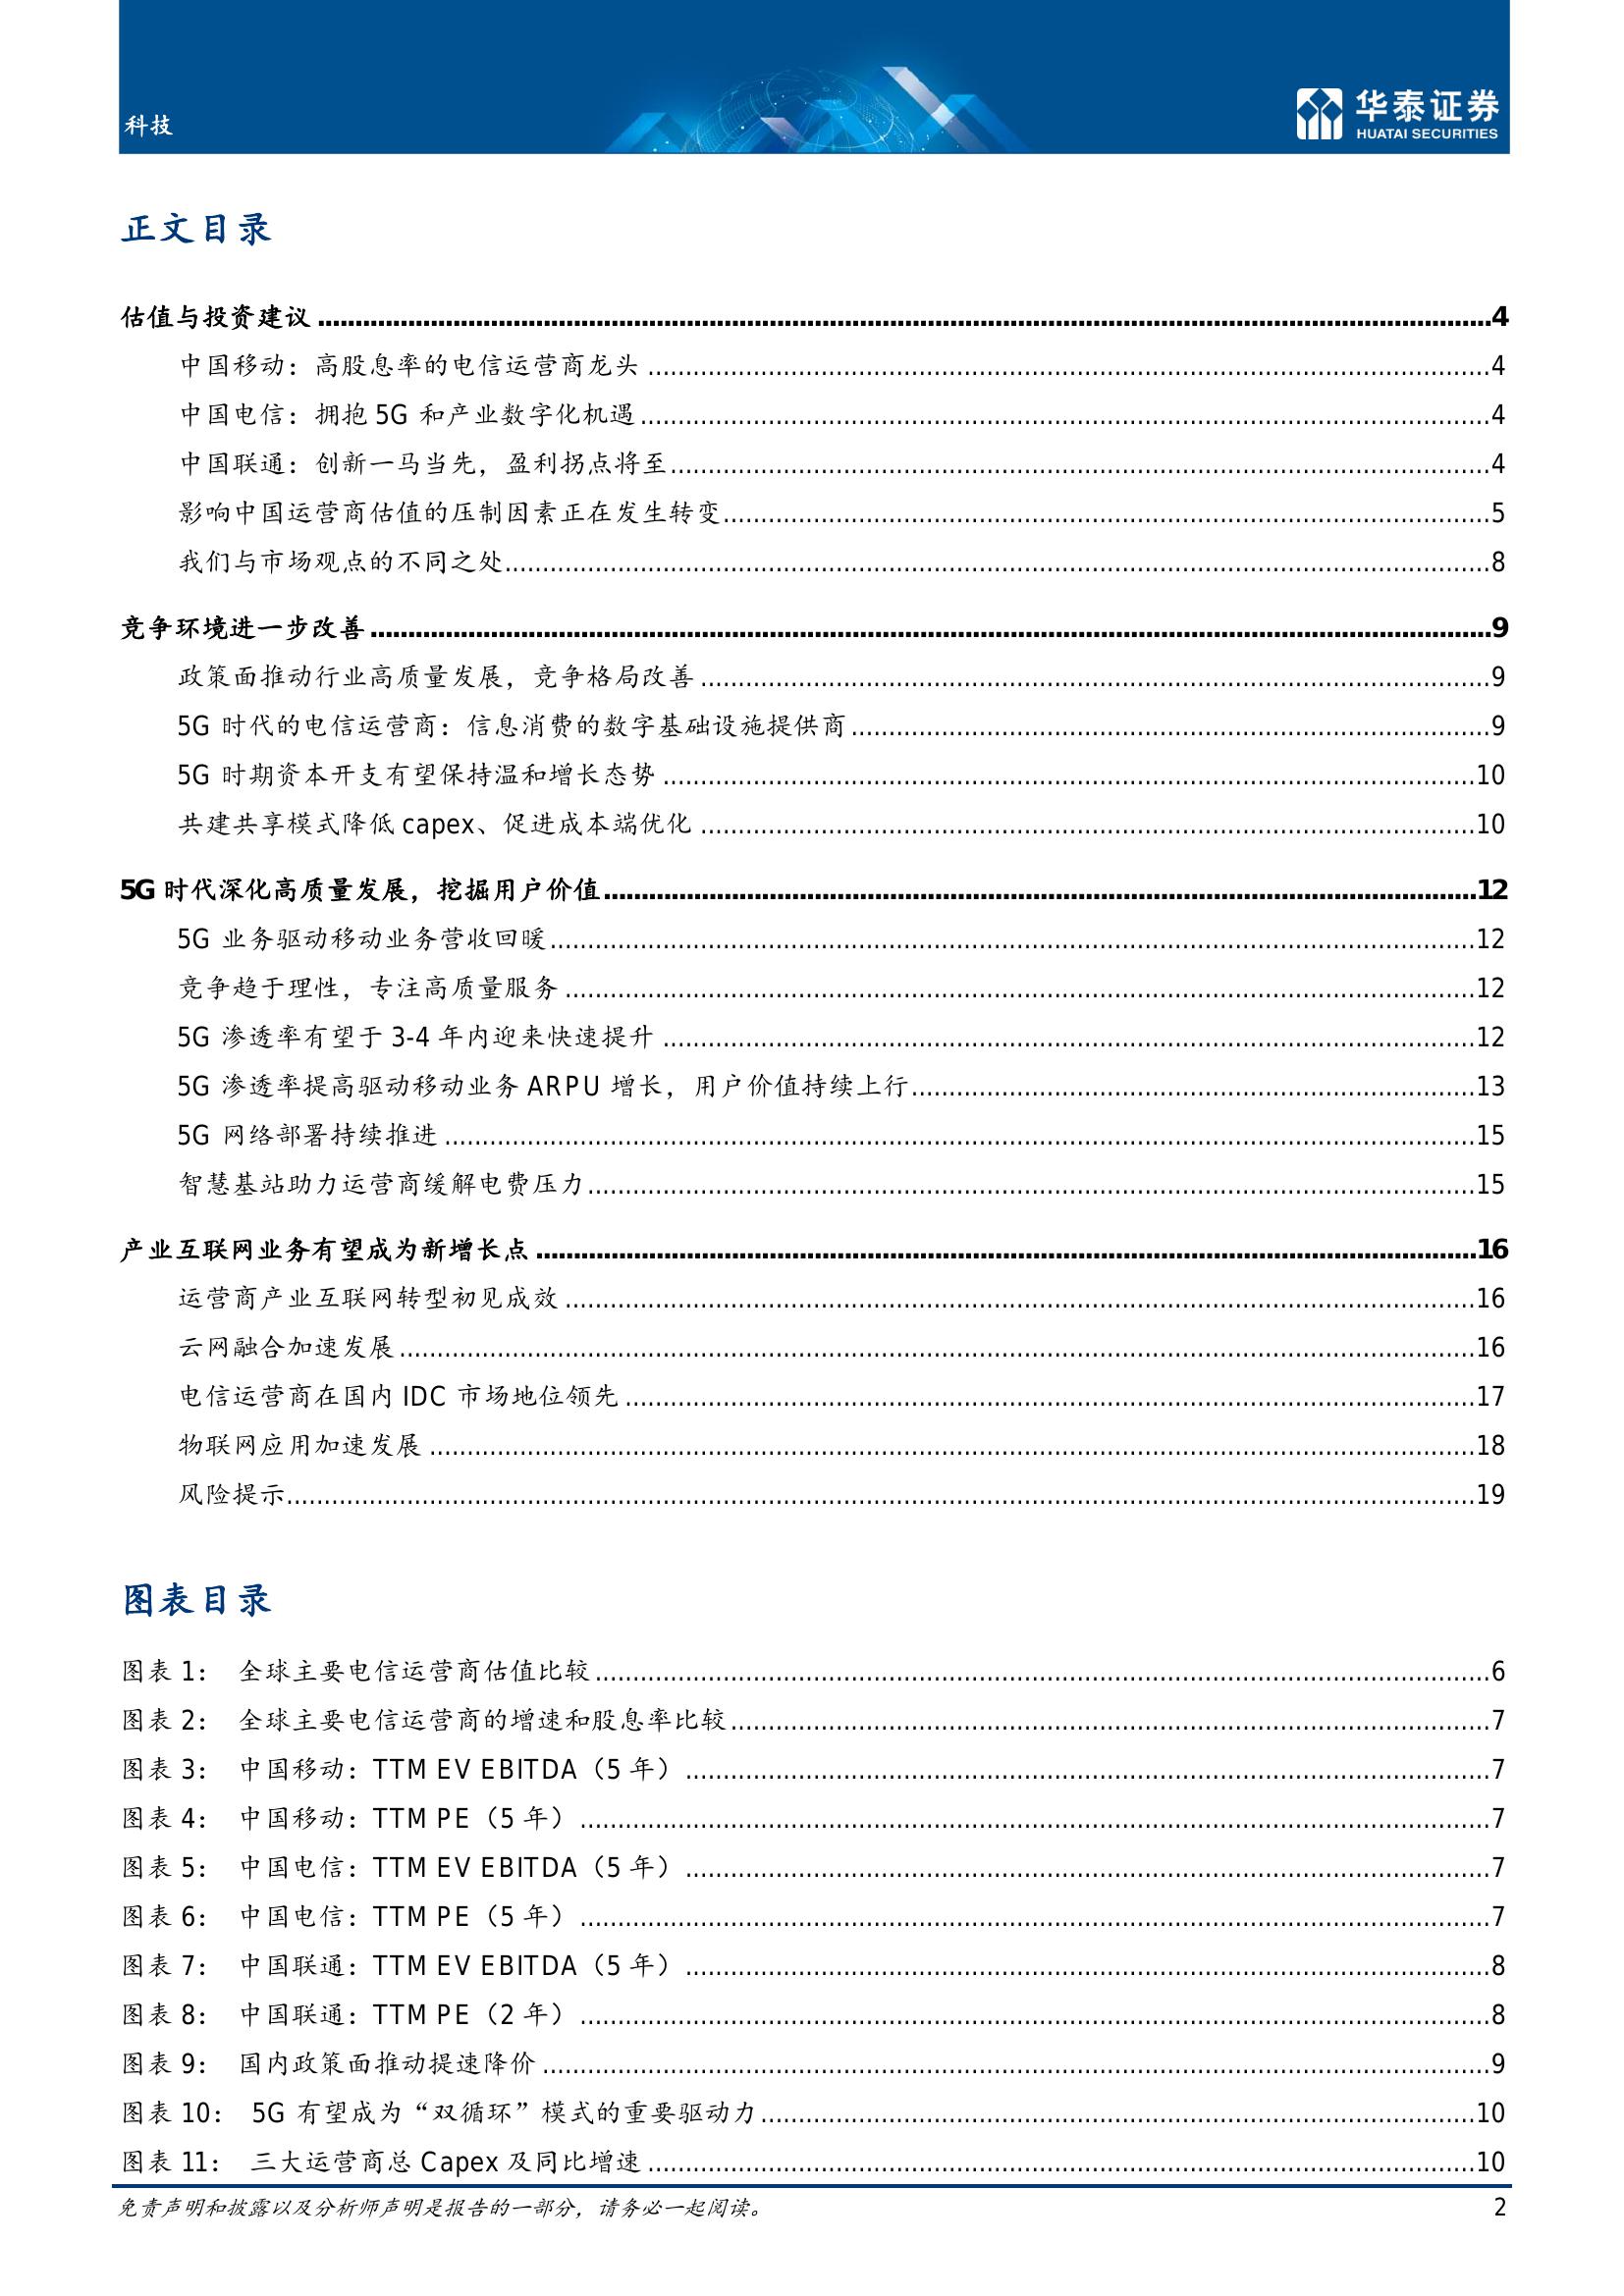 科技
华泰证券
HUATAI SECURITIES
正文目录
估值与投资建议 ........ 4
中国移动：高股息率的电信运营商龙头 ........ 4
中国电信：拥抱 5G 和产业数字化机遇 ........ 4
中国联通：创新一马当先，盈利拐点将至 ........ 4
影响中国运营商估值的压制因素正在发生转变 ........ 5
我们与市场观点的不同之处 ........ 8
竞争环境进一步改善 ........ 9
政策面推动行业高质量发展，竞争格局改善 ........ 9
5G 时代的电信运营商：信息消费的数字基础设施提供商 ........ 9
5G 时期资本开支有望保持温和增长态势 ........ 10
共建共享模式降低 capex、促进成本端优化 ........ 10
5G 时代深化高质量发展，挖掘用户价值 ........ 12
5G 业务驱动移动业务营收回暖 ........ 12
竞争趋于理性，专注高质量服务 ........ 12
5G 渗透率有望于 3-4 年内迎来快速提升 ........ 12
5G 渗透率提高驱动移动业务 ARPU 增长，用户价值持续上行 ........ 13
5G 网络部署持续推进 ........ 15
智慧基站助力运营商缓解电费压力 ........ 15
产业互联网业务有望成为新增长点 ........ 16
运营商产业互联网转型初见成效 ........ 16
云网融合加速发展 ........ 16
电信运营商在国内 IDC 市场地位领先 ........ 17
物联网应用加速发展 ........ 18
风险提示 ........ 19
图表目录
图表 1： 全球主要电信运营商估值比较 ........ 6
图表 2： 全球主要电信运营商的增速和股息率比较 ........ 7
图表 3： 中国移动：TTM EV EBITDA（5 年） ........ 7
图表 4： 中国移动：TTM PE（5 年） ........ 7
图表 5： 中国电信：TTM EV EBITDA（5 年） ........ 7
图表 6： 中国电信：TTM PE（5 年） ........ 7
图表 7： 中国联通：TTM EV EBITDA（5 年） ........ 8
图表 8： 中国联通：TTM PE（2 年） ........ 8
图表 9： 国内政策面推动提速降价 ........ 9
图表 10： 5G 有望成为“双循环”模式的重要驱动力 ........ 10
图表 11： 三大运营商总 Capex 及同比增速 ........ 10
免责声明和披露以及分析师声明是报告的一部分，请务必一起阅读。 2